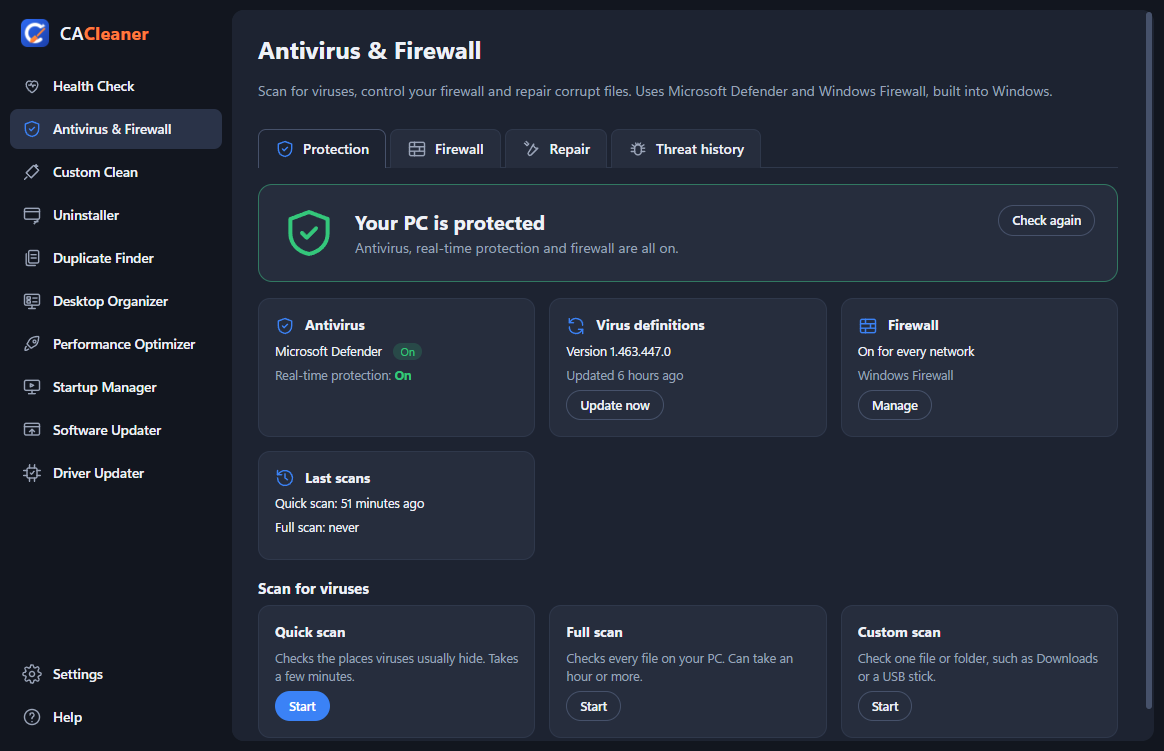 CACleaner
Health Check
Antivirus & Firewall
Custom Clean
Uninstaller
Duplicate Finder
Desktop Organizer
Performance Optimizer
Startup Manager
Software Updater
Driver Updater
Settings
Help
Antivirus & Firewall
Scan for viruses, control your firewall and repair corrupt files. Uses Microsoft Defender and Windows Firewall, built into Windows.
Protection
Firewall
Repair
Threat history
Your PC is protected
Antivirus, real-time protection and firewall are all on.
Check again
Antivirus
Microsoft Defender On
Real-time protection: On
Virus definitions
Version 1.463.447.0
Updated 6 hours ago
Update now
Firewall
On for every network
Windows Firewall
Manage
Last scans
Quick scan: 51 minutes ago
Full scan: never
Scan for viruses
Quick scan
Checks the places viruses usually hide. Takes
a few minutes.
Start
Full scan
Checks every file on your PC. Can take an
hour or more.
Start
Custom scan
Check one file or folder, such as Downloads
or a USB stick.
Start